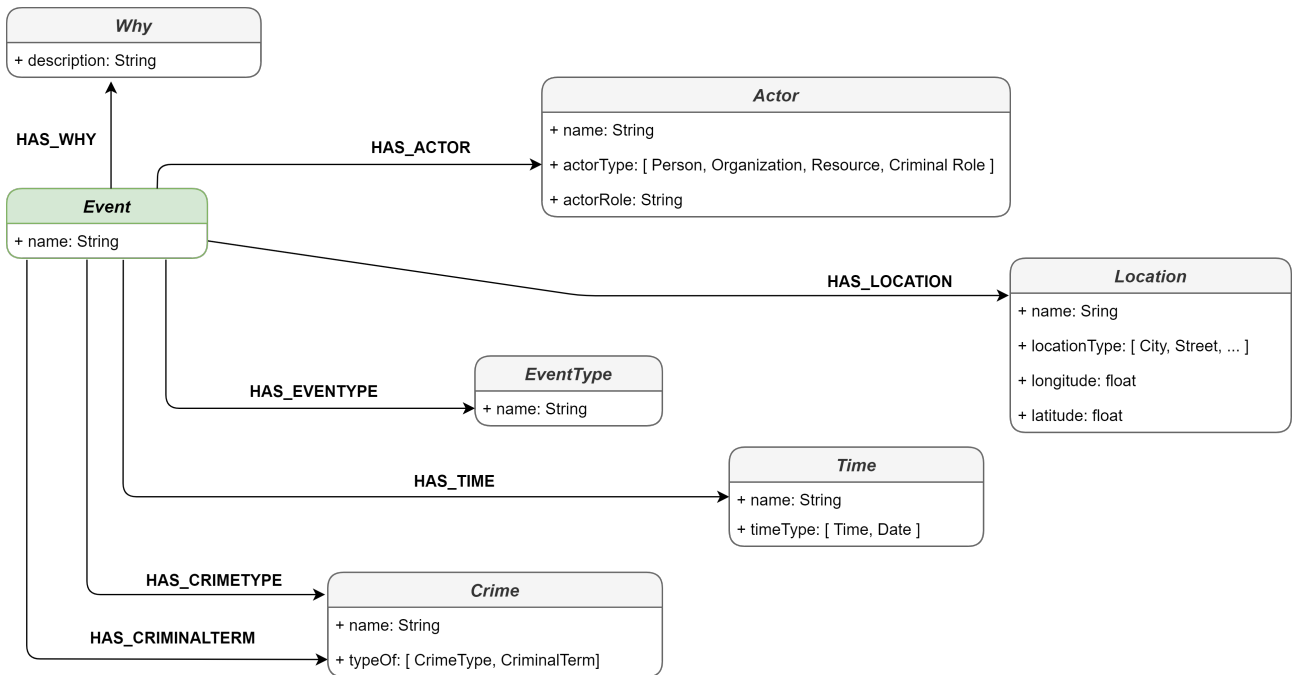 Why
+ description: String
HAS_WHY
HAS_ACTOR
Actor
+ name: String
+ actorType: [ Person, Organization, Resource, Criminal Role ]
+ actorRole: String
Event
+ name: String
HAS_LOCATION
Location
+ name: Sring
+ locationType: [ City, Street, ... ]
+ longitude: float
+ latitude: float
HAS_EVENTYPE
EventType
+ name: String
HAS_TIME
Time
+ name: String
+ timeType: [ Time, Date ]
HAS_CRIMETYPE
HAS_CRIMINALTERM
Crime
+ name: String
+ typeOf: [ CrimeType, CriminalTerm]